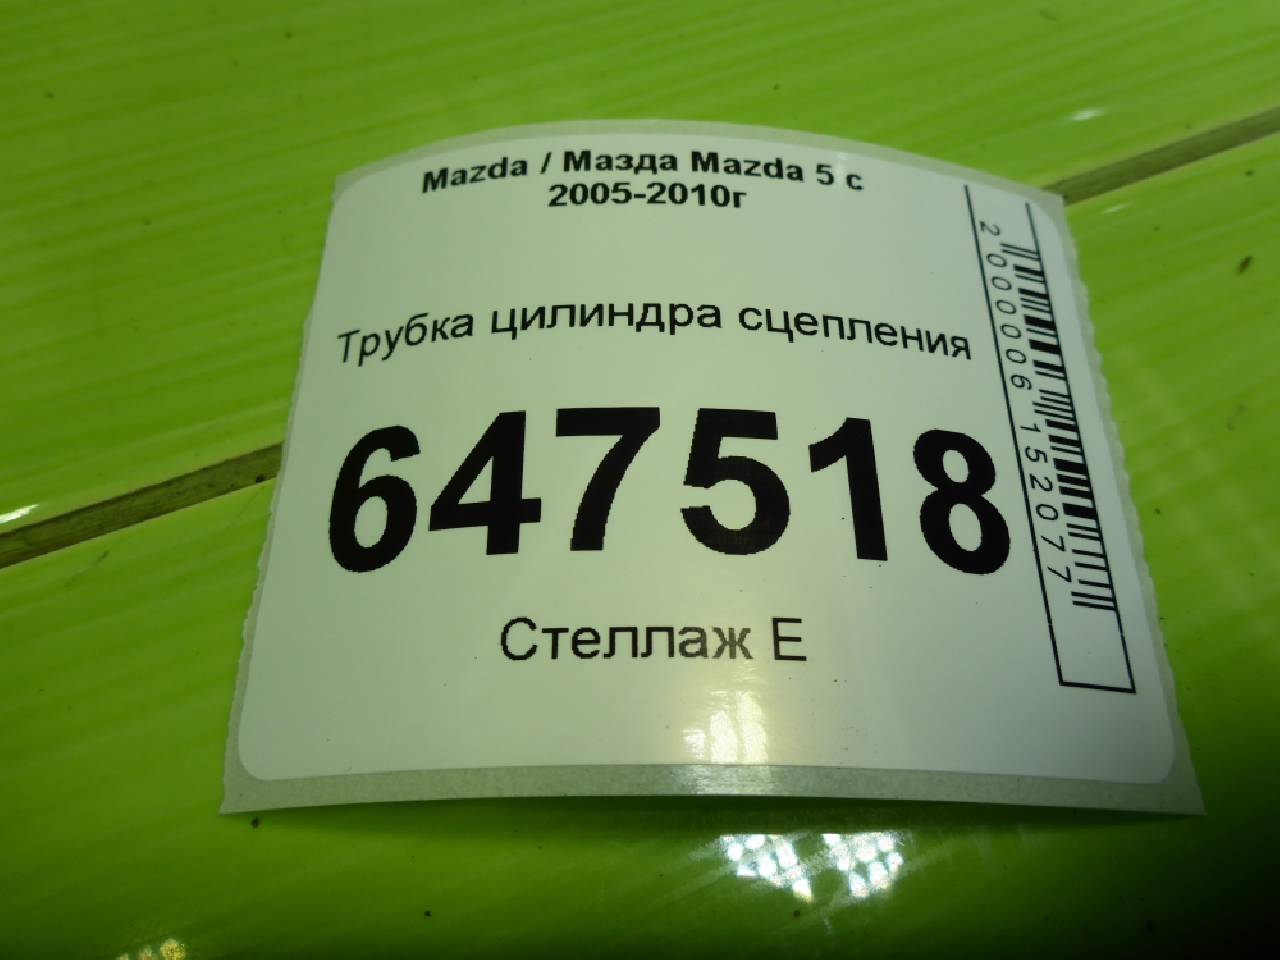 Mazda / Мазда Mazda 5 с
2005-2010г
Трубка цилиндра сцепления
647518
Стеллаж Е
2000006152077